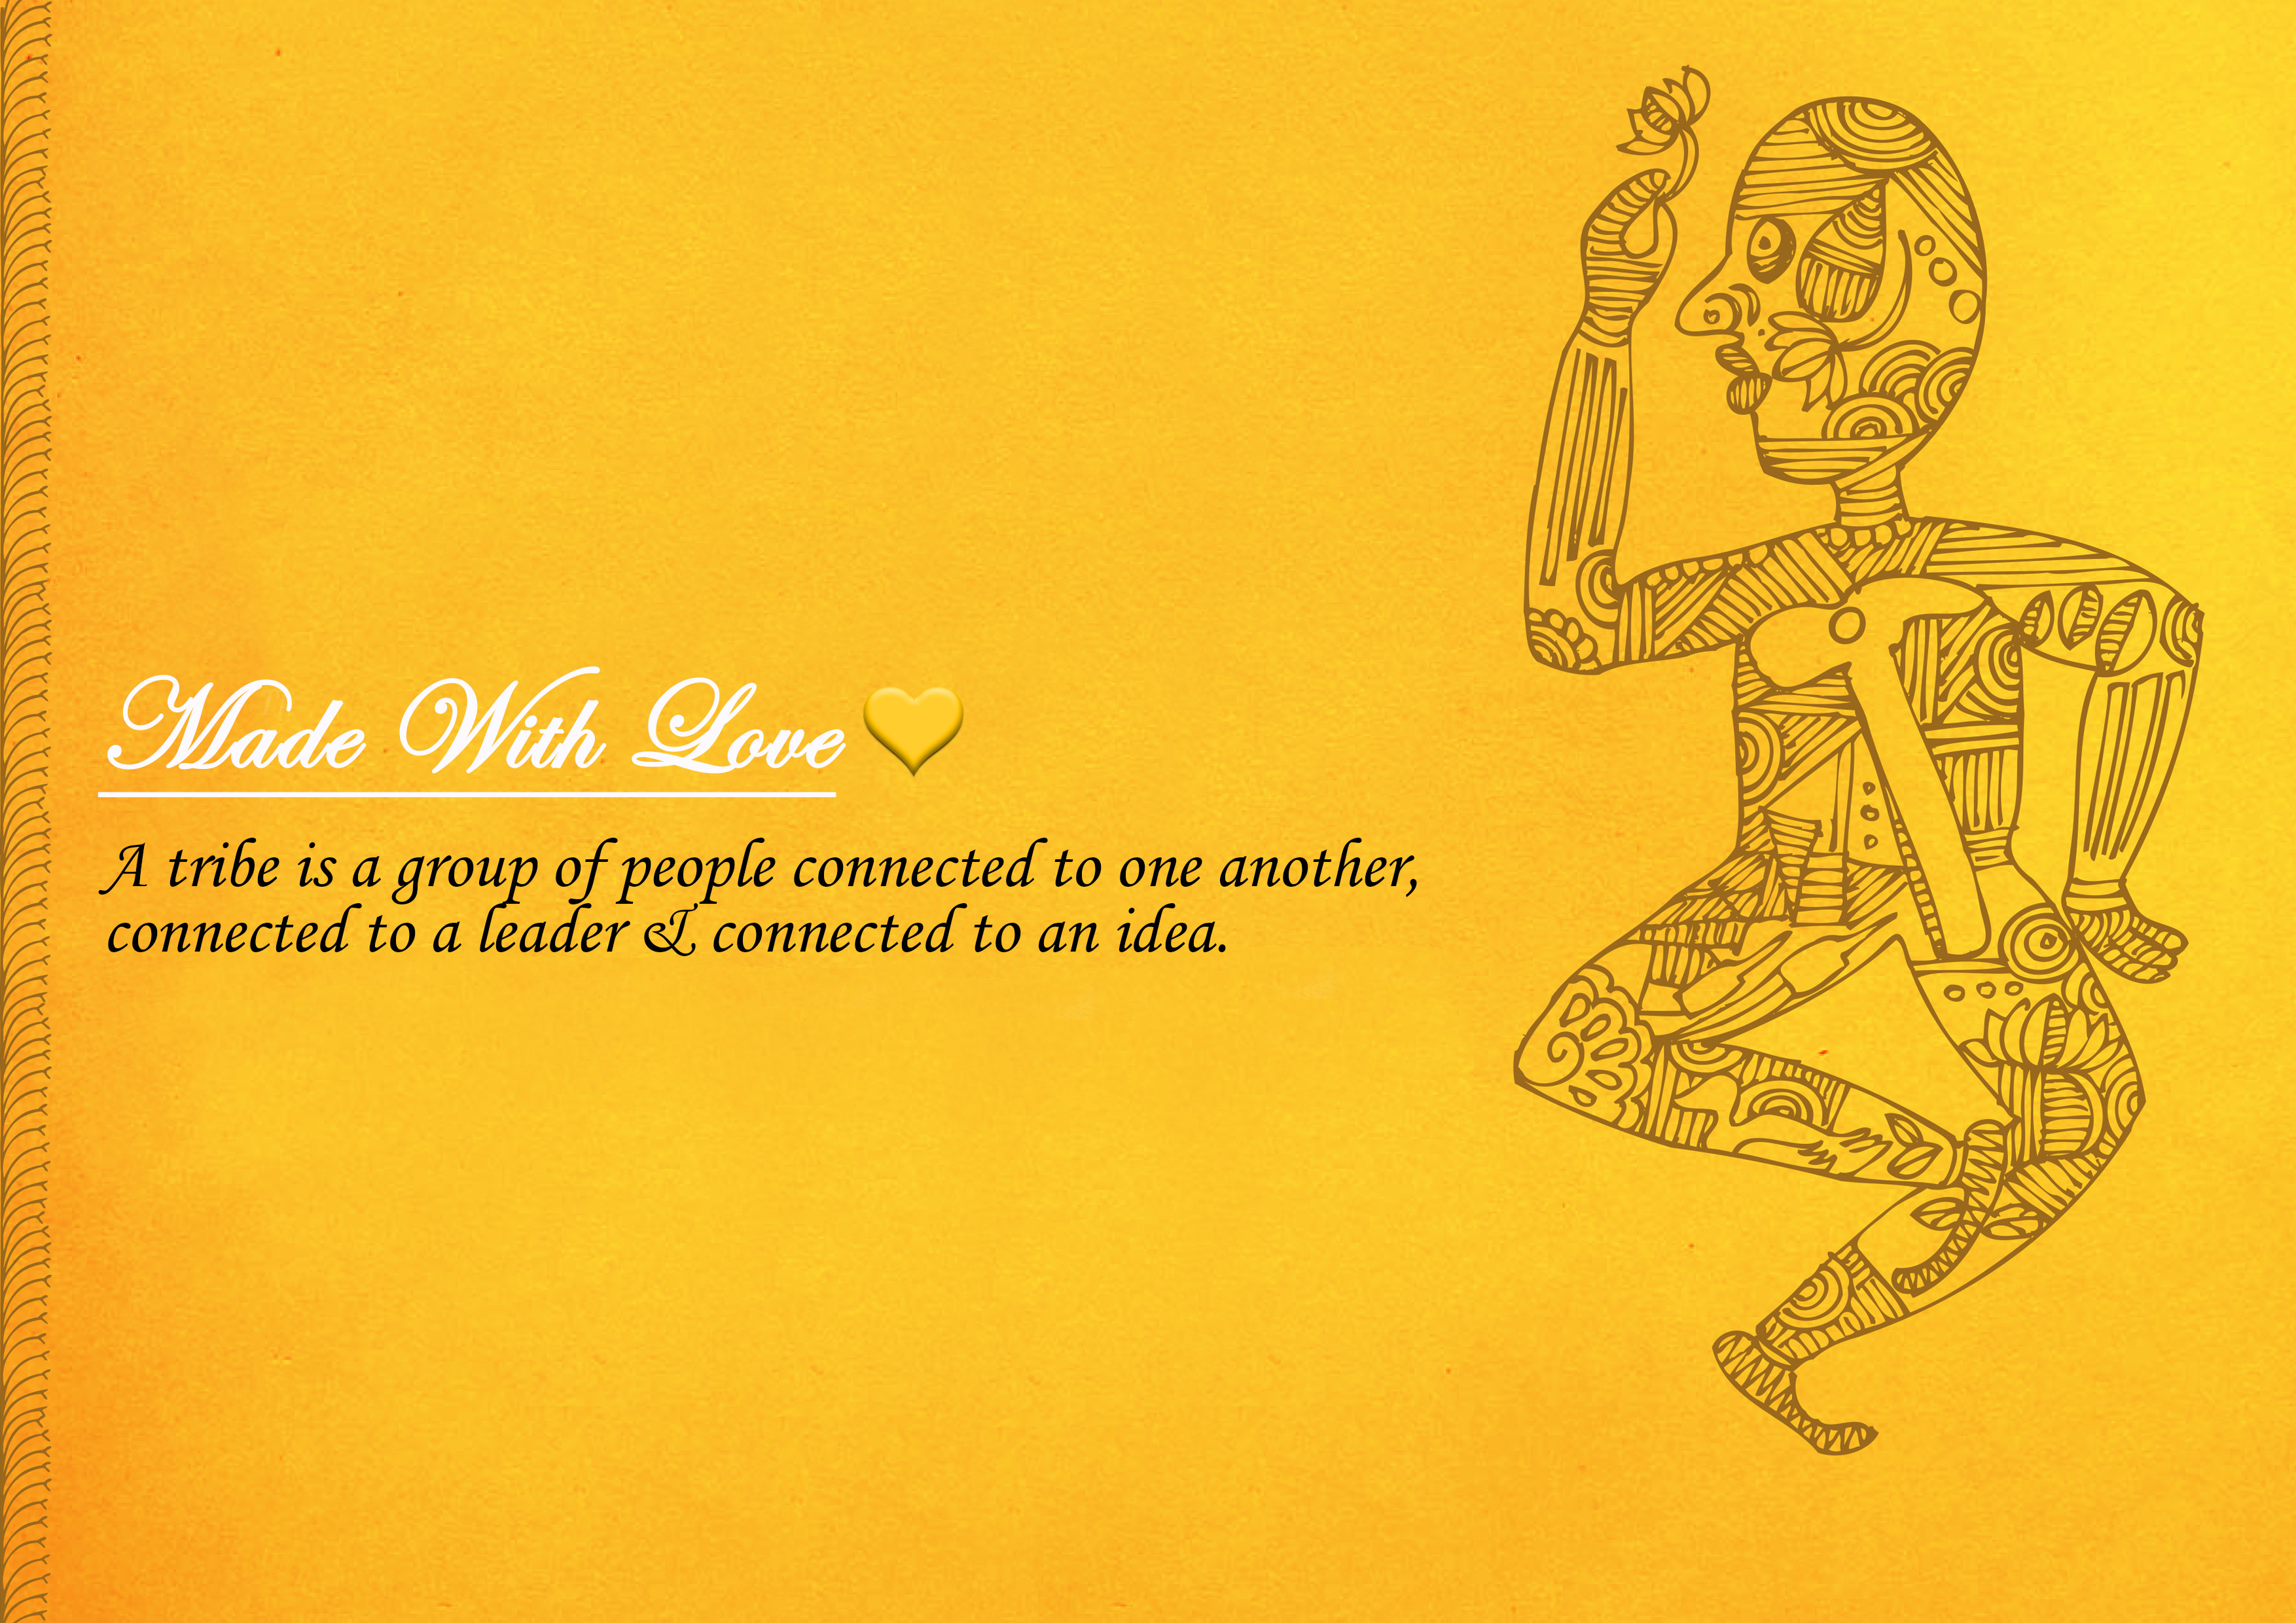 Made With Love 💛
A tribe is a group of people connected to one another,
connected to a leader & connected to an idea.